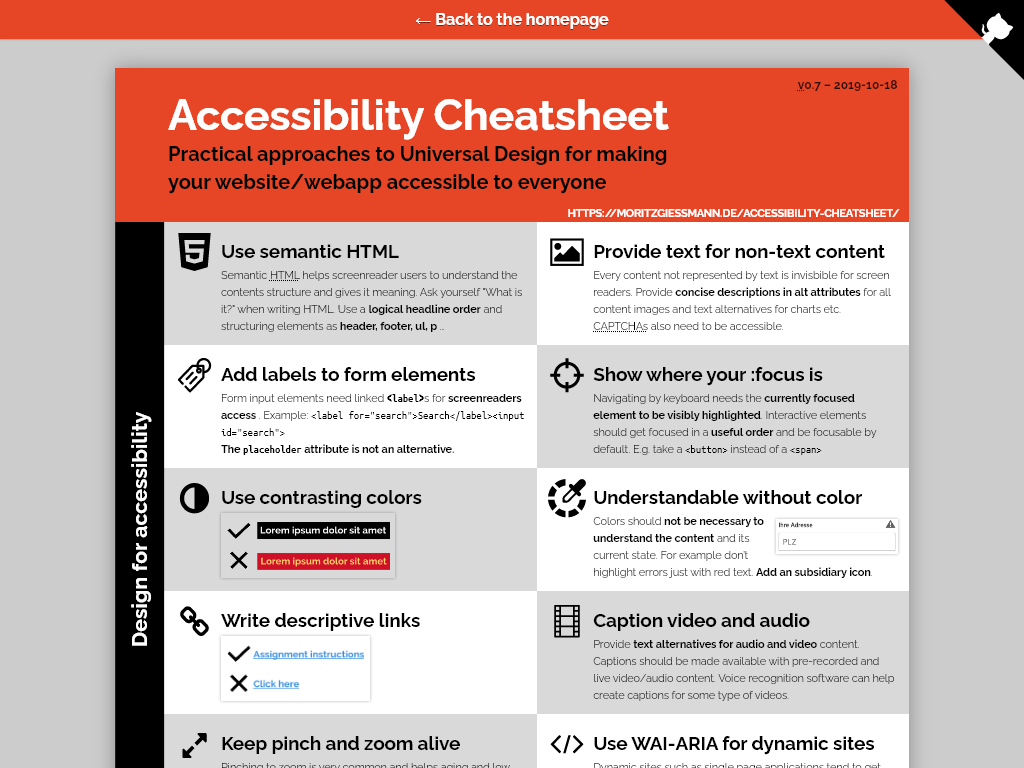 ← Back to the homepage
v0.7 – 2019-10-18
Accessibility Cheatsheet
Practical approaches to Universal Design for making
your website/webapp accessible to everyone
HTTPS://MORITZGIESSMANN.DE/ACCESSIBILITY-CHEATSHEET/
Design for accessibility
Use semantic HTML
Semantic HTML helps screenreader users to understand the
contents structure and gives it meaning. Ask yourself "What is
it?" when writing HTML. Use a logical headline order and
structuring elements as header, footer, ul, p ..
Provide text for non-text content
Every content not represented by text is invisbible for screen
readers. Provide concise descriptions in alt attributes for all
content images and text alternatives for charts etc.
CAPTCHAs also need to be accessible.
Add labels to form elements
Form input elements need linked <label>s for screenreaders
access . Example: <label for="search">Search</label><input
id="search">
The placeholder attribute is not an alternative.
Show where your :focus is
Navigating by keyboard needs the currently focused
element to be visibly highlighted. Interactive elements
should get focused in a useful order and be focusable by
default. E.g. take a <button> instead of a <span>
Use contrasting colors
Lorem ipsum dolor sit amet
Lorem ipsum dolor sit amet
Understandable without color
Colors should not be necessary to
understand the content and its
current state. For example don't
highlight errors just with red text. Add an subsidiary icon.
Ihre Adresse
PLZ
Write descriptive links
Assignment instructions
Click here
Caption video and audio
Provide text alternatives for audio and video content.
Captions should be made available with pre-recorded and
live video/audio content. Voice recognition software can help
create captions for some type of videos.
Keep pinch and zoom alive
Pinching to zoom is very common and helps aging and low
Use WAI-ARIA for dynamic sites
Dynamic sites such as single page applications tend to get